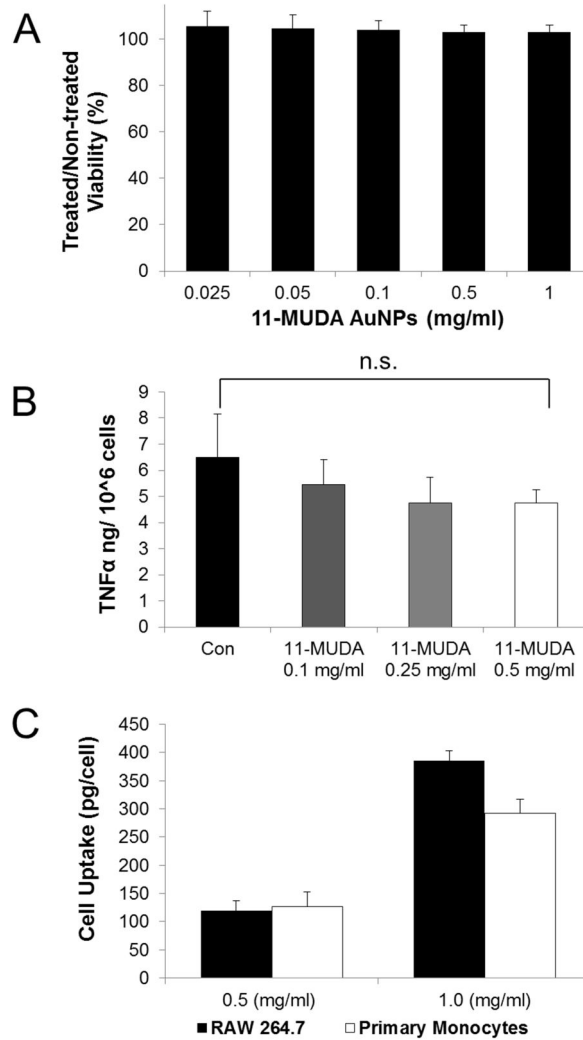 A
Treated/Non-treated
Viability (%)
120
100
80
60
40
20
0
0.025 0.05 0.1 0.5 1
11-MUDA AuNPs (mg/ml)
B
n.s.
TNFα ng/ 10^6 cells
9
8
7
6
5
4
3
2
1
0
Con 11-MUDA 11-MUDA 11-MUDA
0.1 mg/ml 0.25 mg/ml 0.5 mg/ml
C
Cell Uptake (pg/cell)
450
400
350
300
250
200
150
100
50
0
0.5 (mg/ml) 1.0 (mg/ml)
RAW 264.7 Primary Monocytes